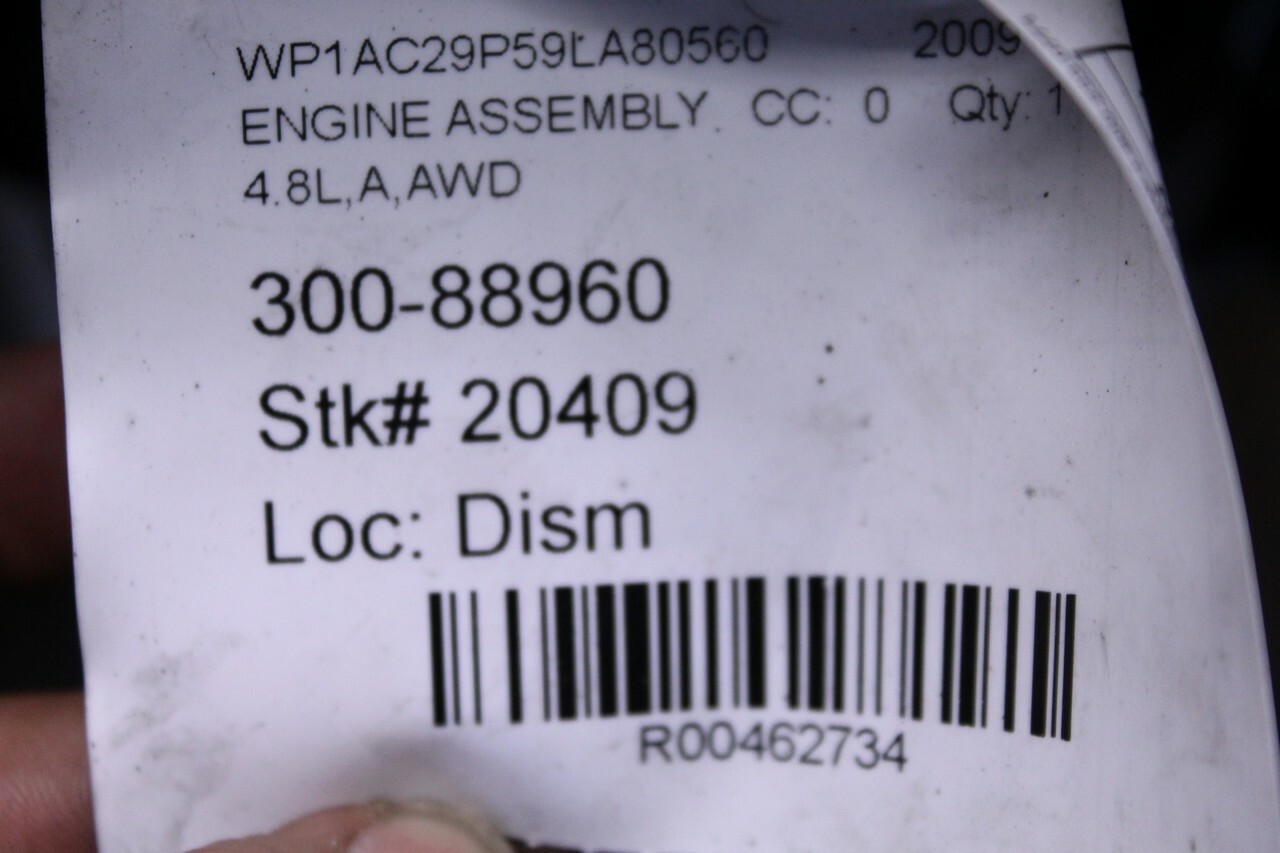 WP1AC29P59LA80560 2009
ENGINE ASSEMBLY. CC: 0 Qty: 1
4.8L,A,AWD
300-88960
Stk# 20409
Loc: Dism
R00462734